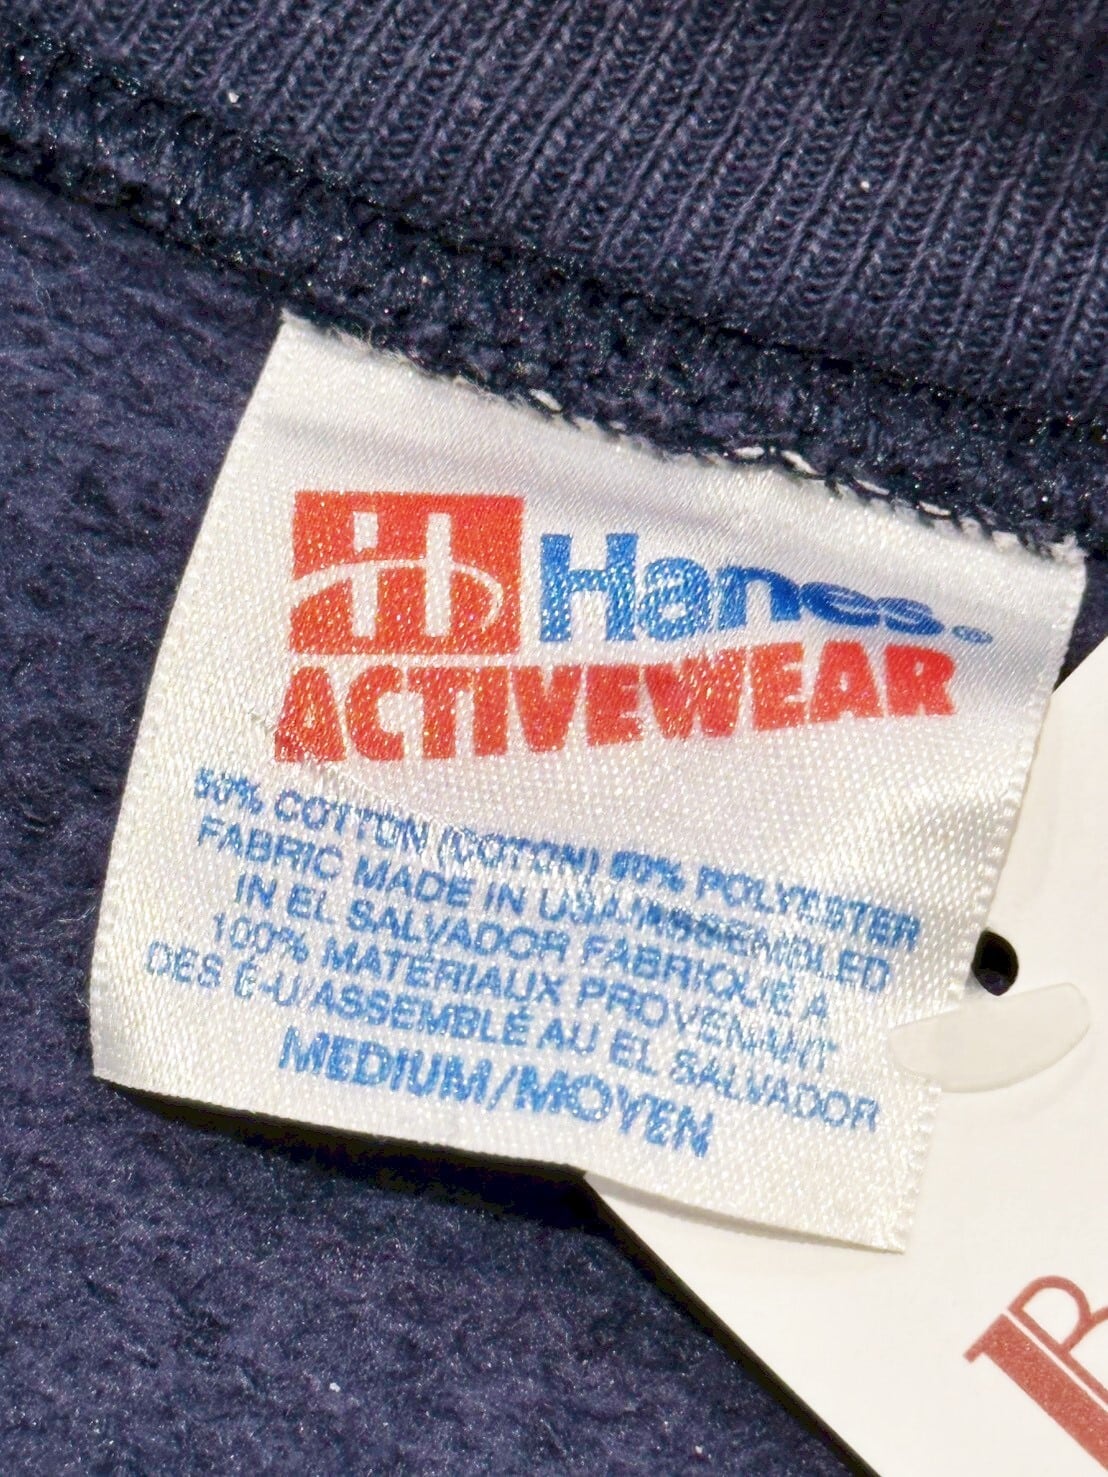 Hanes.®
ACTIVEWEAR
50% COTTON (COTON) 50% POLYESTER
FABRIC MADE IN USA/ASSEMBLED
IN EL SALVADOR FABRIQUÉ À
100% MATÉRIAUX PROVENANT
DES É-U/ASSEMBLÉ AU EL SALVADOR
MEDIUM/MOYEN